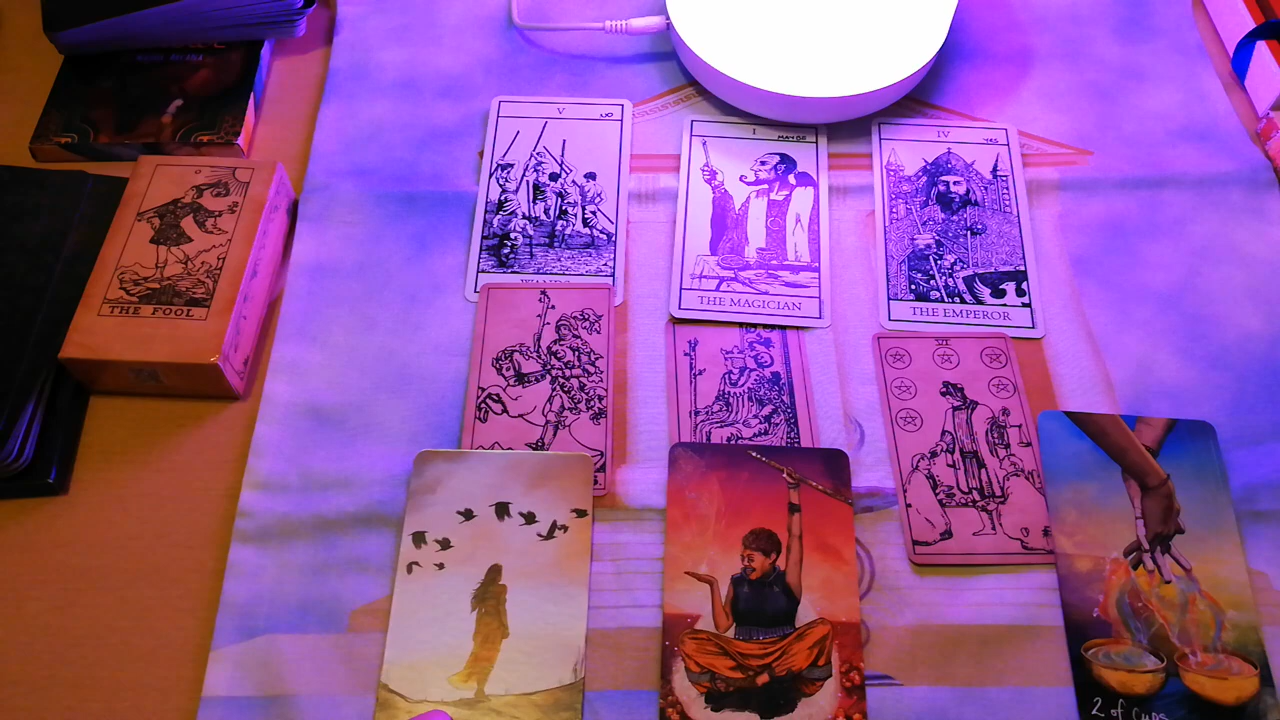 V
I
MAYBE
IV
YES
WANDS
THE MAGICIAN
THE EMPEROR
THE FOOL.
VI
2 of cups